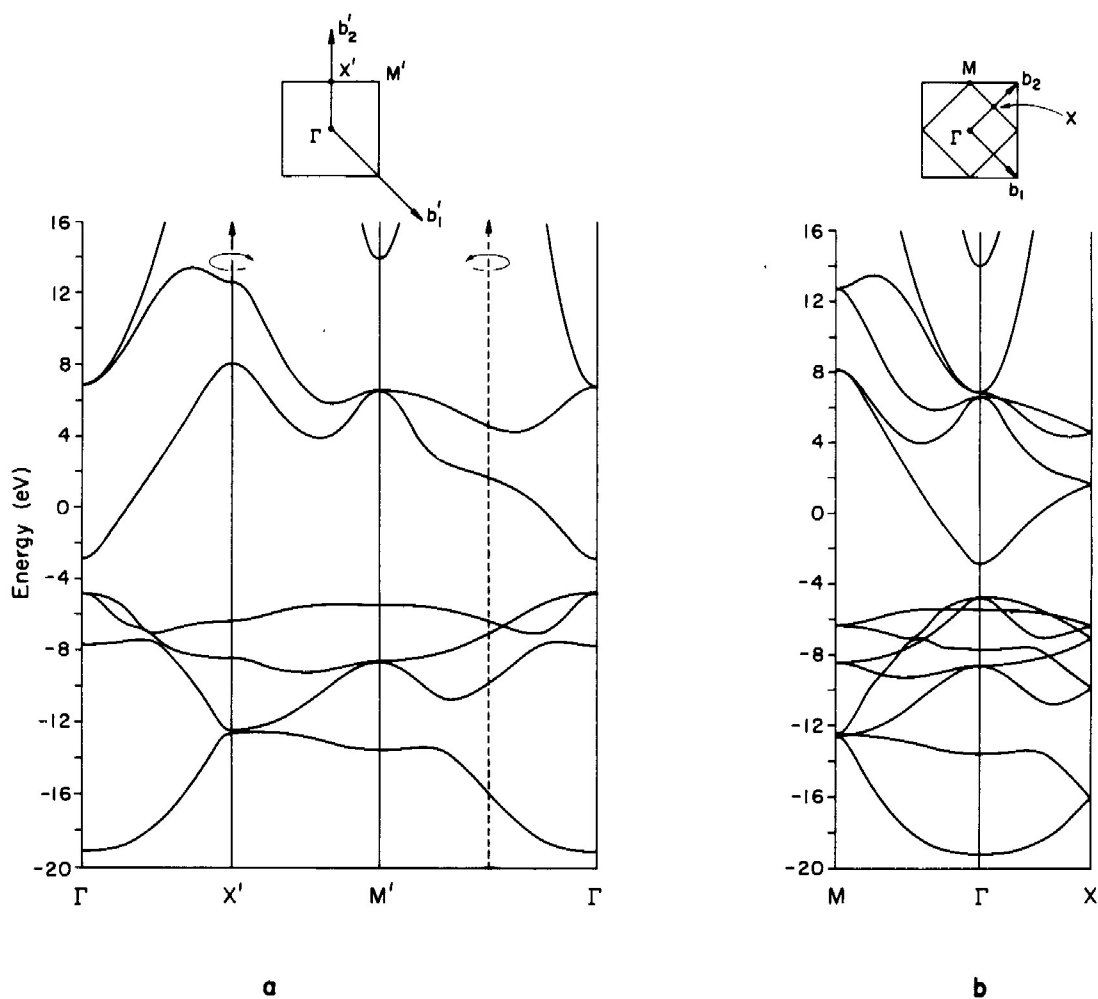 b′2
X′
M′
Γ
b′1
M
b2
X
Γ
b1
Energy (eV)
16
12
8
4
0
-4
-8
-12
-16
-20
Γ
X′
M′
Γ
16
12
8
4
0
-4
-8
-12
-16
-20
M
Γ
X
a
b